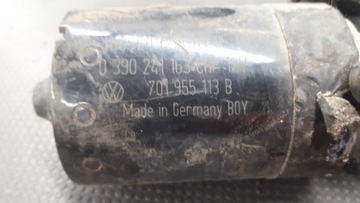 0 390 241 163
701 955 113 B
Made in Germany BOY